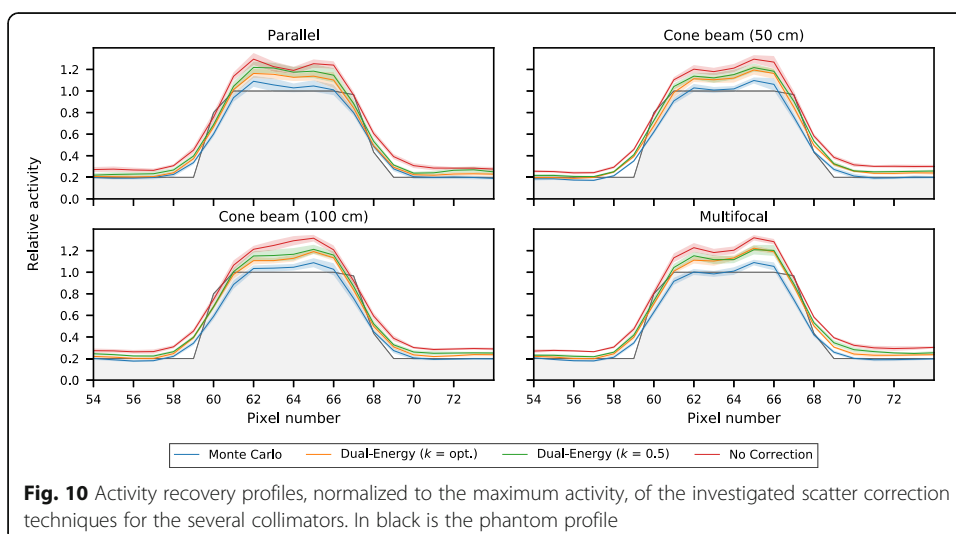 Parallel
Cone beam (50 cm)
1.2
1.0
0.8
0.6
0.4
0.2
0.0
Cone beam (100 cm)
Multifocal
1.2
1.0
0.8
0.6
0.4
0.2
0.0
Relative activity
54 56 58 60 62 64 66 68 70 72
54 56 58 60 62 64 66 68 70 72
Pixel number
Pixel number
Monte Carlo
Dual-Energy (k = opt.)
Dual-Energy (k = 0.5)
No Correction
Fig. 10 Activity recovery profiles, normalized to the maximum activity, of the investigated scatter correction
techniques for the several collimators. In black is the phantom profile